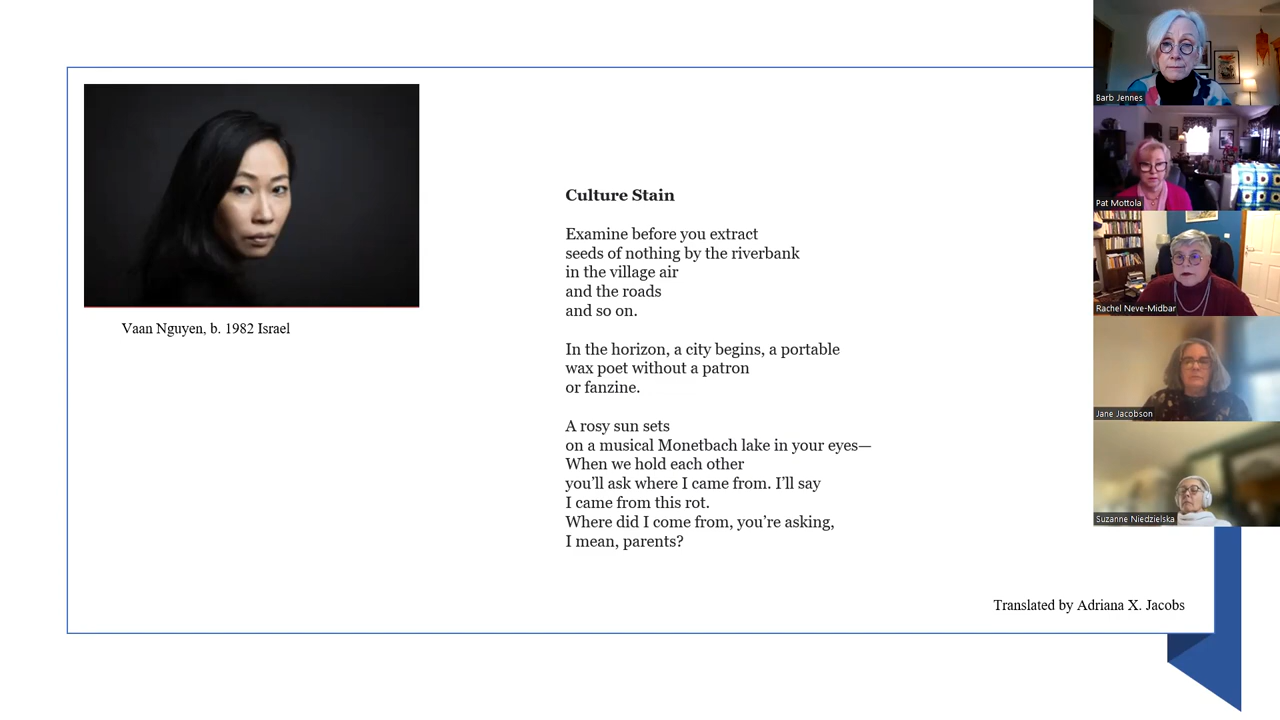 Vaan Nguyen, b. 1982 Israel
Culture Stain
Examine before you extract
seeds of nothing by the riverbank
in the village air
and the roads
and so on.
In the horizon, a city begins, a portable
wax poet without a patron
or fanzine.
A rosy sun sets
on a musical Monetbach lake in your eyes—
When we hold each other
you’ll ask where I came from. I’ll say
I came from this rot.
Where did I come from, you’re asking,
I mean, parents?
Translated by Adriana X. Jacobs
Barb Jennes
Pat Mottola
Rachel Neve-Midbar
Jane Jacobson
Suzanne Niedzielska